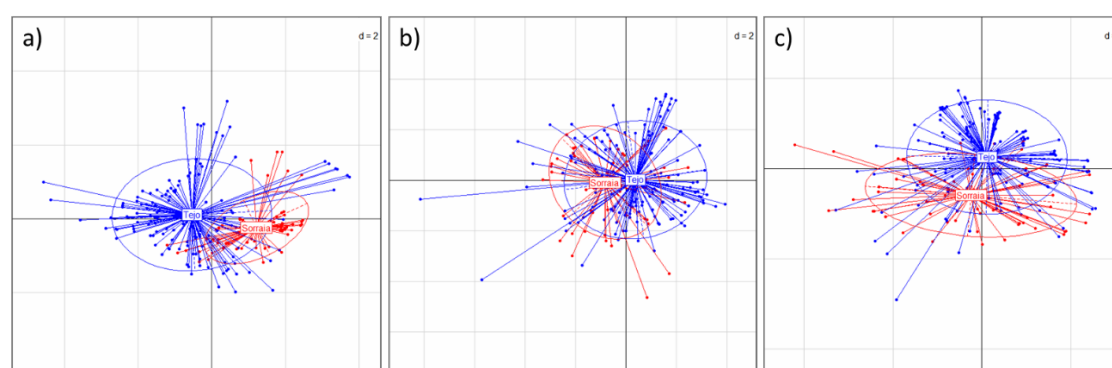 a)
d = 2
Tejo
Sorraia
b)
d = 2
Sorraia
Tejo
c)
d
Tejo
Sorraia